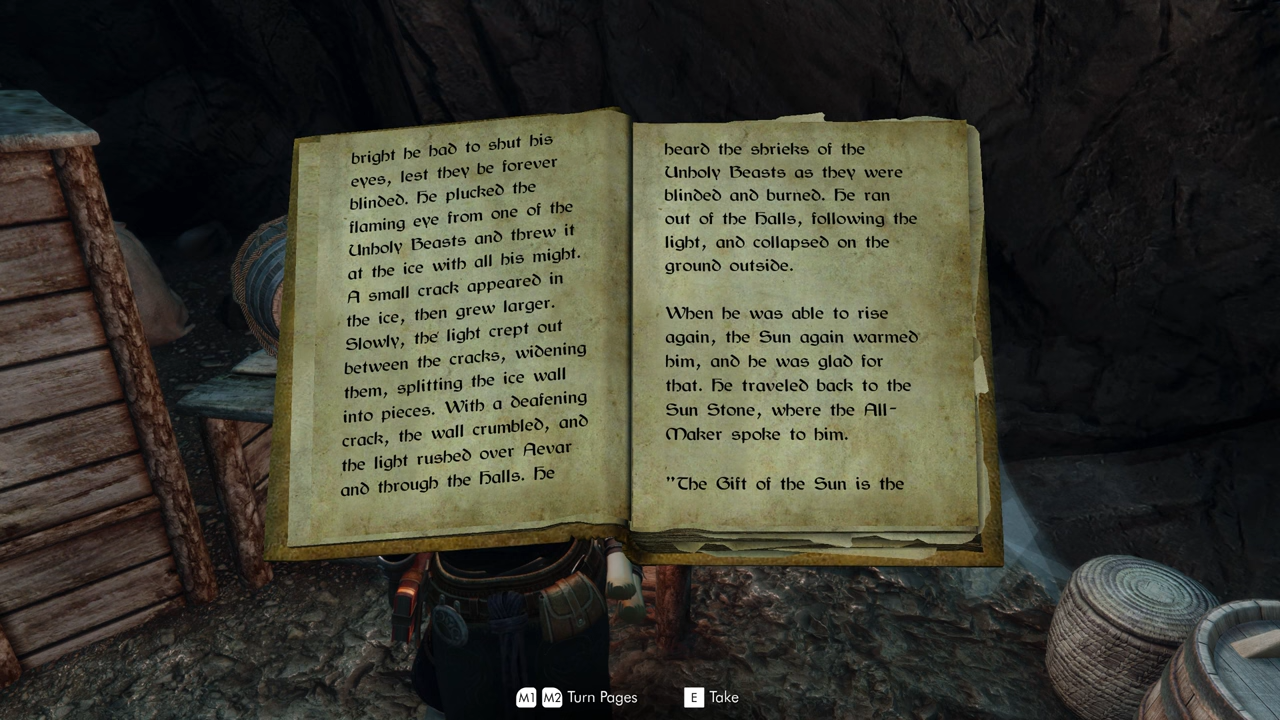 bright he had to shut his
eyes, lest they be forever
blinded. He plucked the
flaming eye from one of the
Unholy Beasts and threw it
at the ice with all his might.
A small crack appeared in
the ice, then grew larger.
Slowly, the light crept out
between the cracks, widening
them, splitting the ice wall
into pieces. With a deafening
crack, the wall crumbled, and
the light rushed over Aevar
and through the Halls. He
heard the shrieks of the
Unholy Beasts as they were
blinded and burned. He ran
out of the Halls, following the
light, and collapsed on the
ground outside.
When he was able to rise
again, the Sun again warmed
him, and he was glad for
that. He traveled back to the
Sun Stone, where the All-
Maker spoke to him.
"The Gift of the Sun is the
M1 M2 Turn Pages E Take